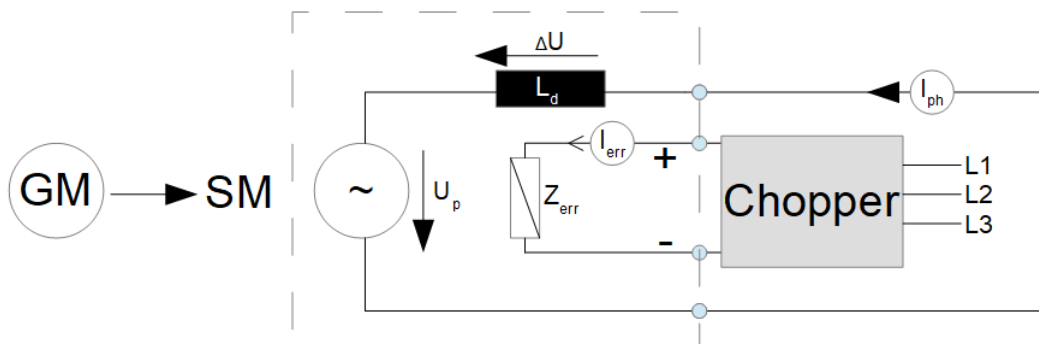 ΔU
L_d
I_ph
I_err
+
GM
SM
~
U_p
Z_err
Chopper
L1
L2
L3
-